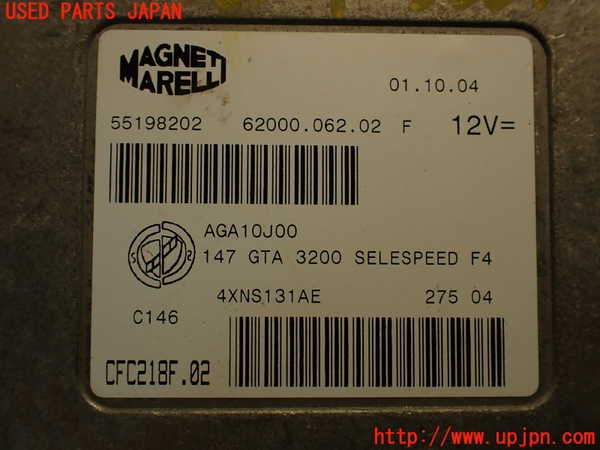 USED PARTS JAPAN
MAGNETI
MARELLI
01.10.04
55198202 62000.062.02 F 12V=
AGA10J00
147 GTA 3200 SELESPEED F4
4XNS131AE 275 04
C146
CFC218F.02
http://www.upjpn.com/